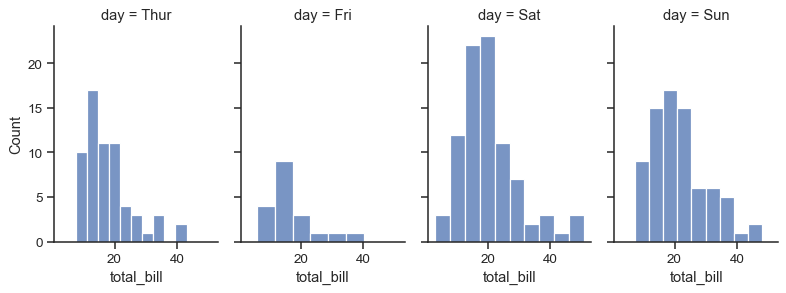 day = Thur
day = Fri
day = Sat
day = Sun
Count
20
15
10
5
0
20 40
20 40
20 40
20 40
total_bill
total_bill
total_bill
total_bill